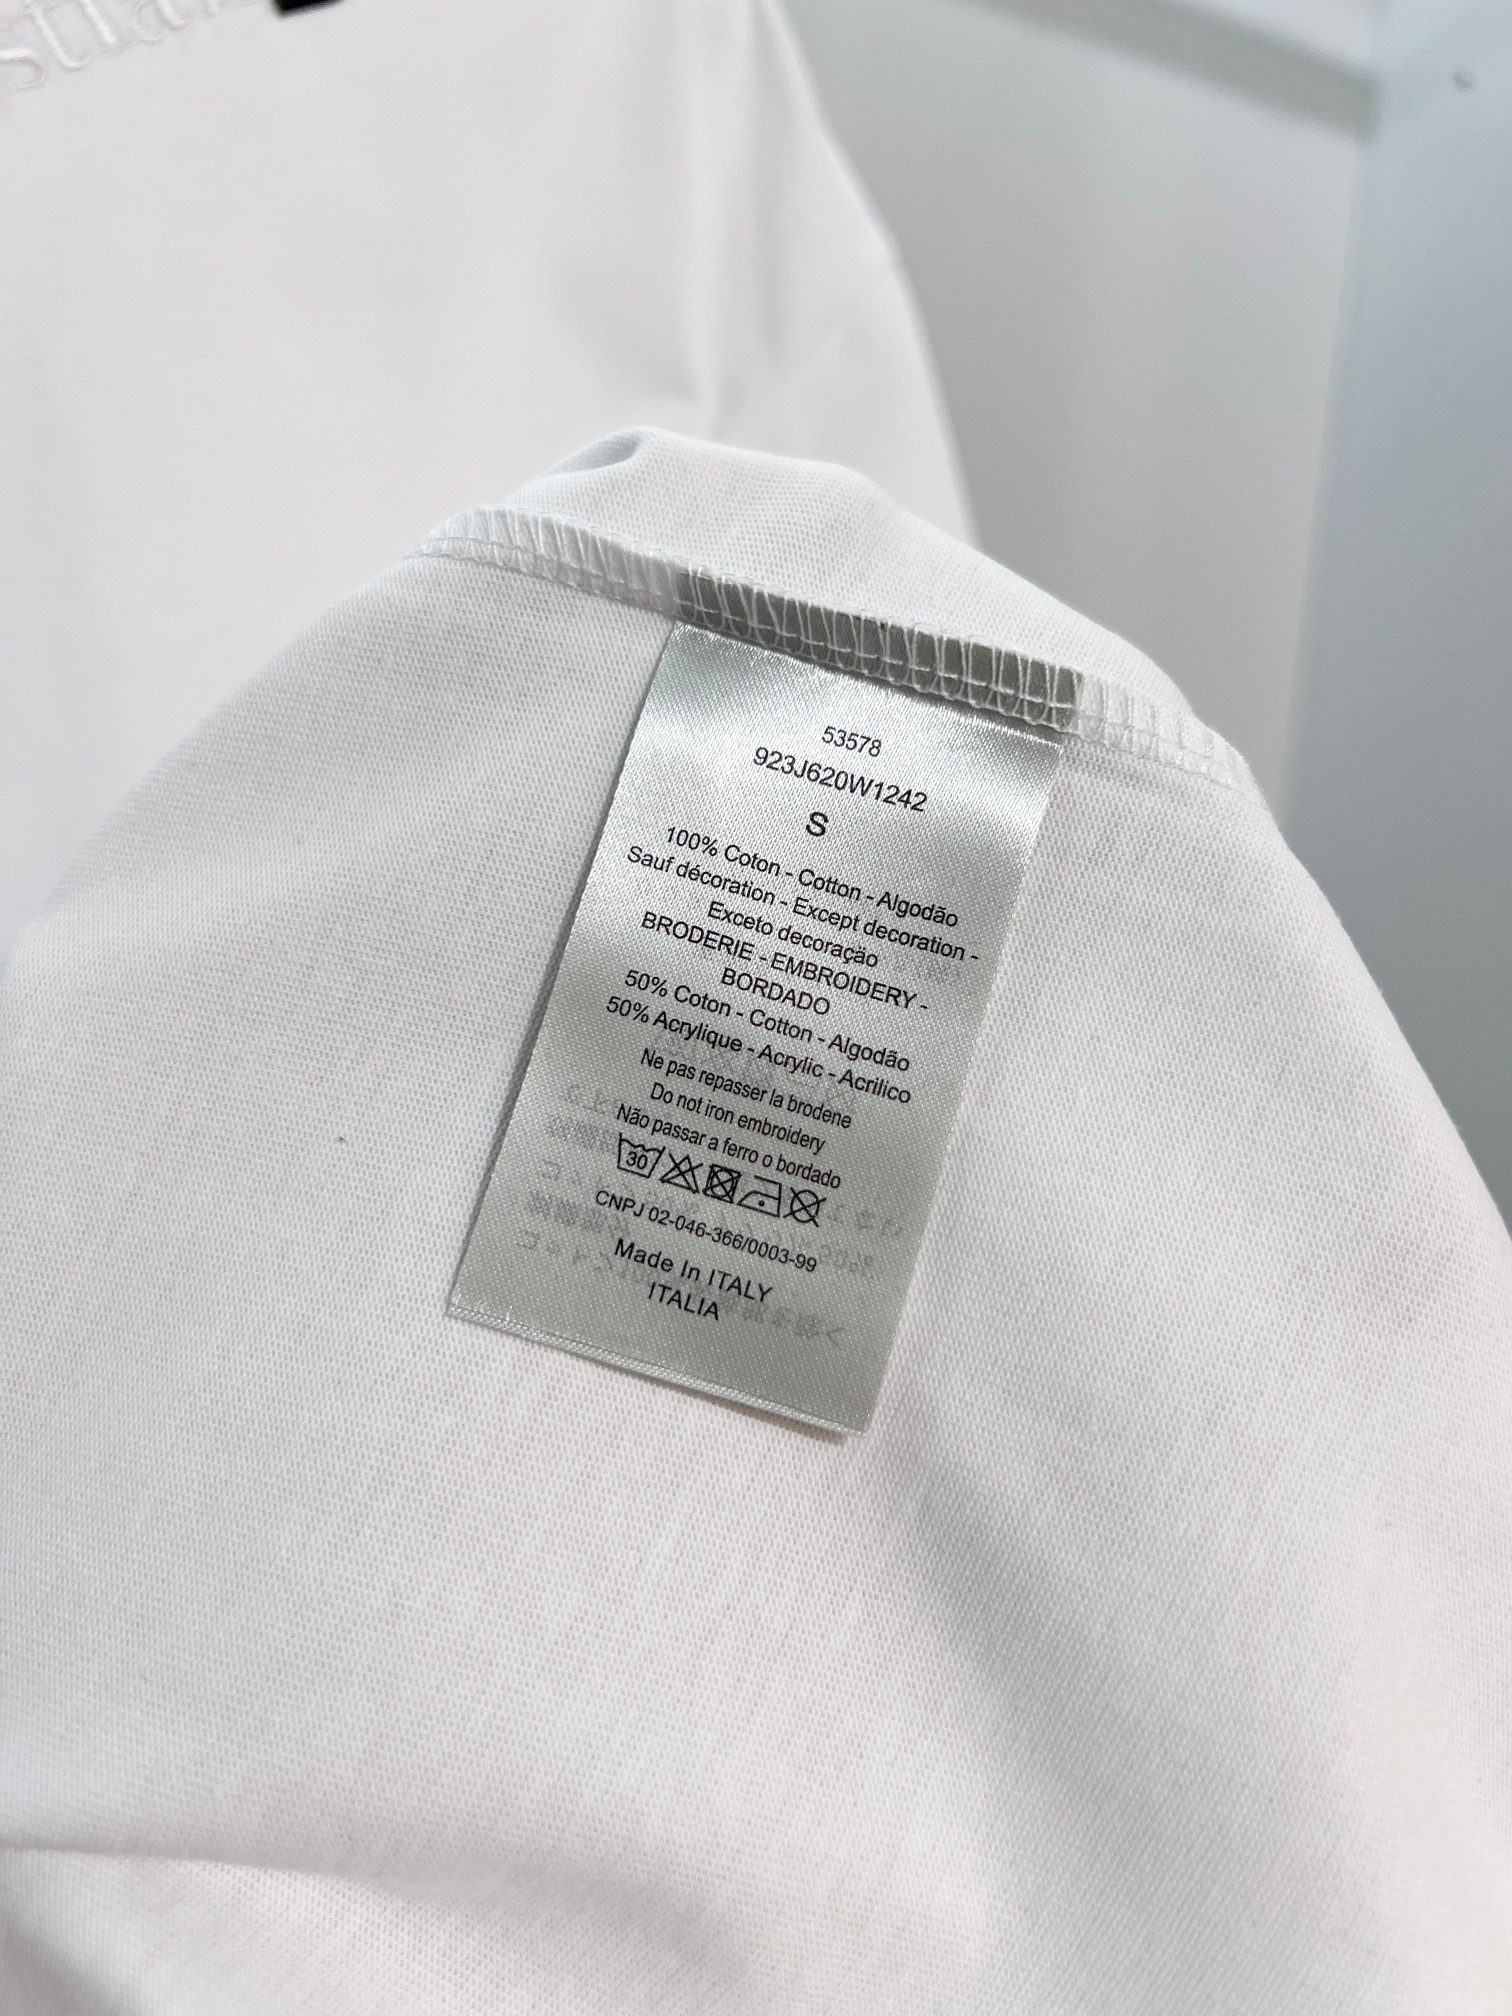 53578
923J620W1242
S
100% Coton - Cotton - Algodão
Sauf décoration - Except decoration -
Exceto decoração
BRODERIE - EMBROIDERY -
BORDADO
50% Coton - Cotton - Algodão
50% Acrylique - Acrylic - Acrilico
Ne pas repasser la brodene
Do not iron embroidery
Não passar a ferro o bordado
30
CNPJ 02-046-366/0003-99
Made In ITALY
ITALIA